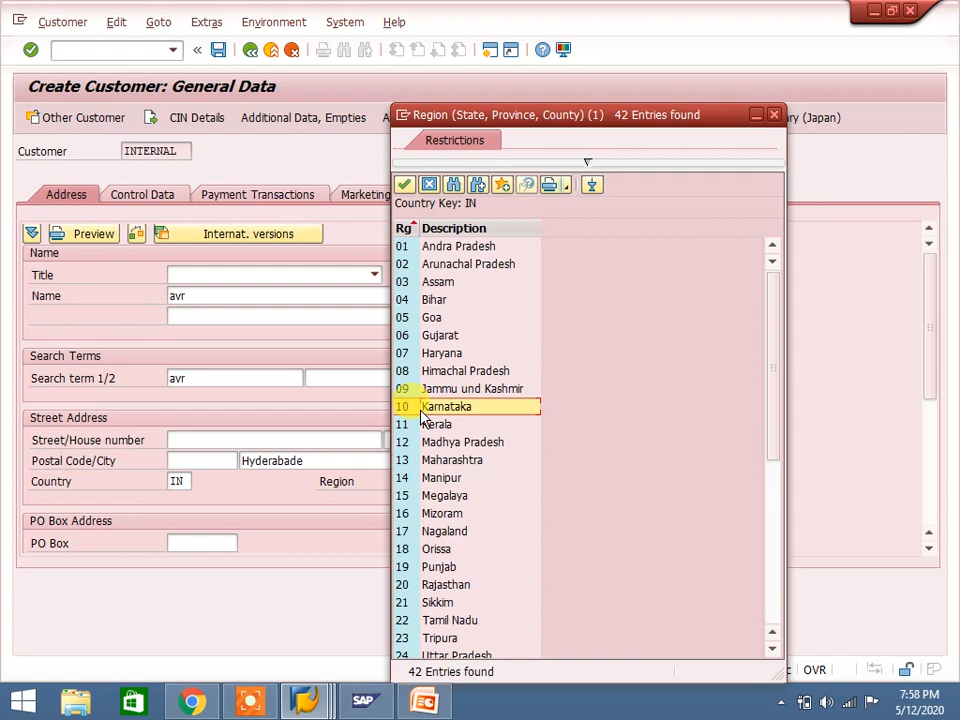 Customer Edit Goto Extras Environment System Help
Create Customer: General Data
Other Customer CIN Details Additional Data, Empties
Region (State, Province, County) (1) 42 Entries found
(Japan)
Restrictions
Customer INTERNAL
Address Control Data Payment Transactions Marketing
Country Key: IN
Preview Internat. versions
Rg Description
Name
01 Andra Pradesh
02 Arunachal Pradesh
Title
03 Assam
Name avr
04 Bihar
05 Goa
06 Gujarat
Search Terms
07 Haryana
08 Himachal Pradesh
Search term 1/2 avr
09 Jammu und Kashmir
10 Karnataka
Street Address
11 Kerala
Street/House number
12 Madhya Pradesh
Postal Code/City Hyderabade
13 Maharashtra
14 Manipur
Country IN Region
15 Megalaya
16 Mizoram
PO Box Address
17 Nagaland
PO Box
18 Orissa
19 Punjab
20 Rajasthan
21 Sikkim
22 Tamil Nadu
23 Tripura
24 Uttar Pradesh
42 Entries found
OVR
SAP
7:58 PM
5/12/2020